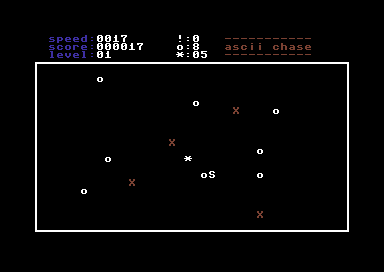 speed:0017 !:0 ------------
score:000017 o:8 ascii chase
level:01 *:05 ------------
o
o
X o
X
o
o *
o S o
X
o
X